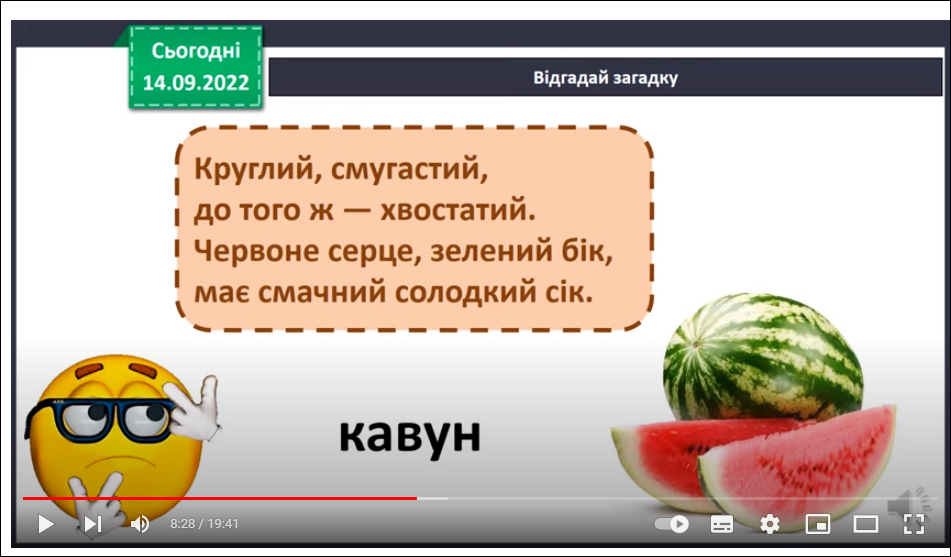 Сьогодні
14.09.2022
Відгадай загадку
Круглий, смугастий,
до того ж — хвостатий.
Червоне серце, зелений бік,
має смачний солодкий сік.
кавун
8:28 / 19:41